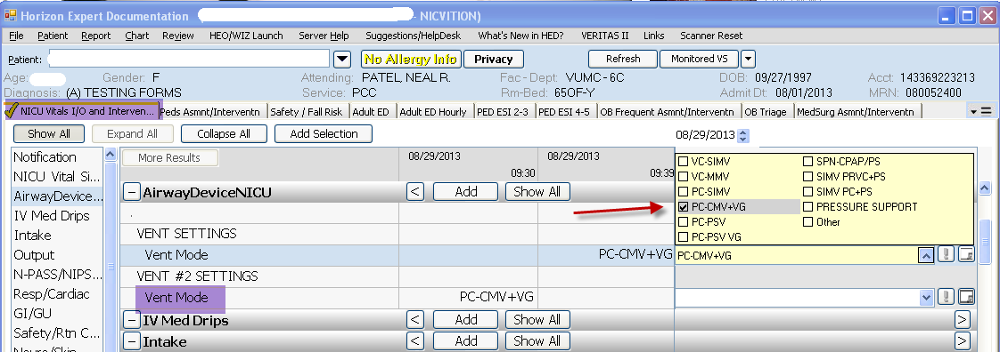 Horizon Expert Documentation - NICVITION)
File Patient Report Chart Review HEO/WIZ Launch Server Help Suggestions/HelpDesk What's New in HED? VERITAS II Links Scanner Reset
Patient: No Allergy Info Privacy Refresh Monitored VS
Age: Gender: F Attending: PATEL, NEAL R. Fac - Dept: VUMC - 6C DOB: 09/27/1997 Acct: 143369223213
Diagnosis: (A) TESTING FORMS Service: PCC Rm-Bed: 65OF-Y Admit Dt: 08/01/2013 MRN: 080052400
NICU Vitals I/O and Interven... Peds Asmnt/Interventn Safety / Fall Risk Adult ED Adult ED Hourly PED ESI 2-3 PED ESI 4-5 OB Frequent Asmnt/Interventn OB Triage MedSurg Asmnt/Interventn
Show All Expand All Collapse All Add Selection 08/29/2013
Notification
NICU Vital Si...
AirwayDevice...
IV Med Drips
Intake
Output
N-PASS/NIPS...
Resp/Cardiac
GI/GU
Safety/Rtn C...
More Results 08/29/2013 08/29/2013
09:30 09:39
- AirwayDeviceNICU < Add Show All
.
VENT SETTINGS
Vent Mode PC-CMV+VG PC-CMV+VG
VENT #2 SETTINGS
Vent Mode PC-CMV+VG
- IV Med Drips < Add Show All >
- Intake < Add Show All >
VC-SIMV
VC-MMV
PC-SIMV
PC-CMV+VG
PC-PSV
PC-PSV VG
SPN-CPAP/PS
SIMV PRVC+PS
SIMV PC+PS
PRESSURE SUPPORT
Other